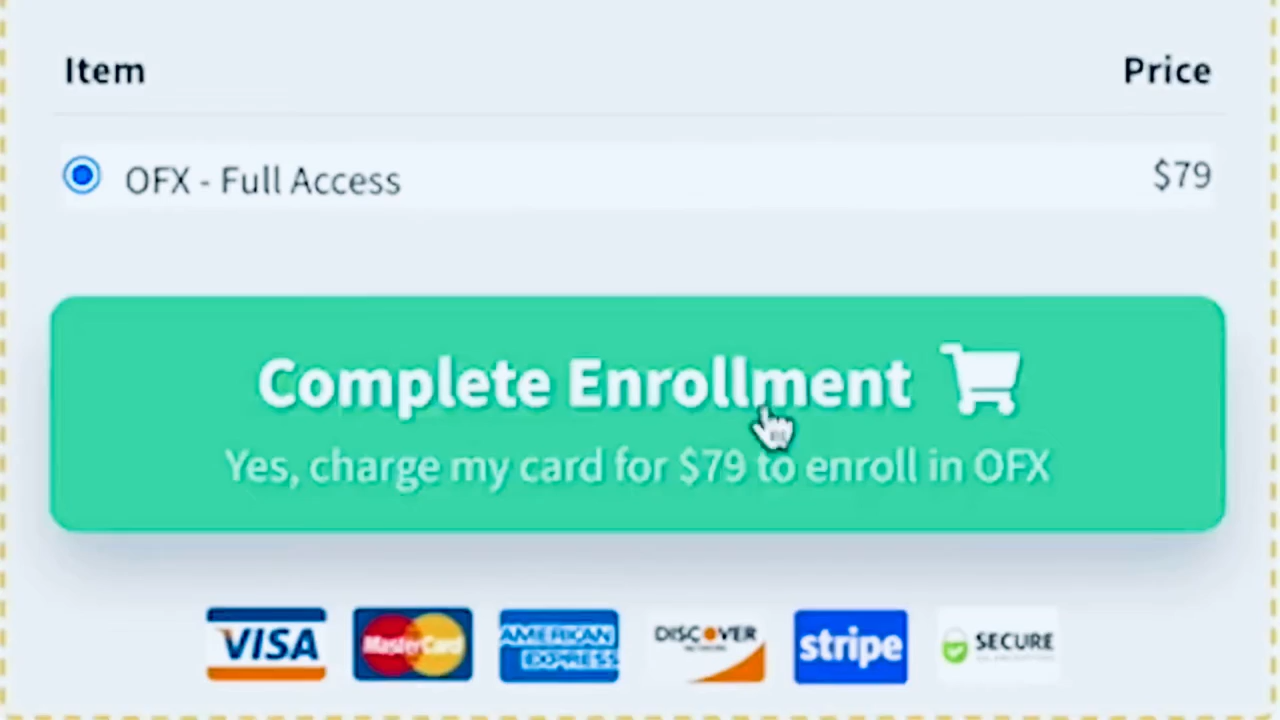 Item Price
OFX - Full Access $79
Complete Enrollment
Yes, charge my card for $79 to enroll in OFX
VISA MasterCard AMERICAN EXPRESS DISCOVER stripe SECURE